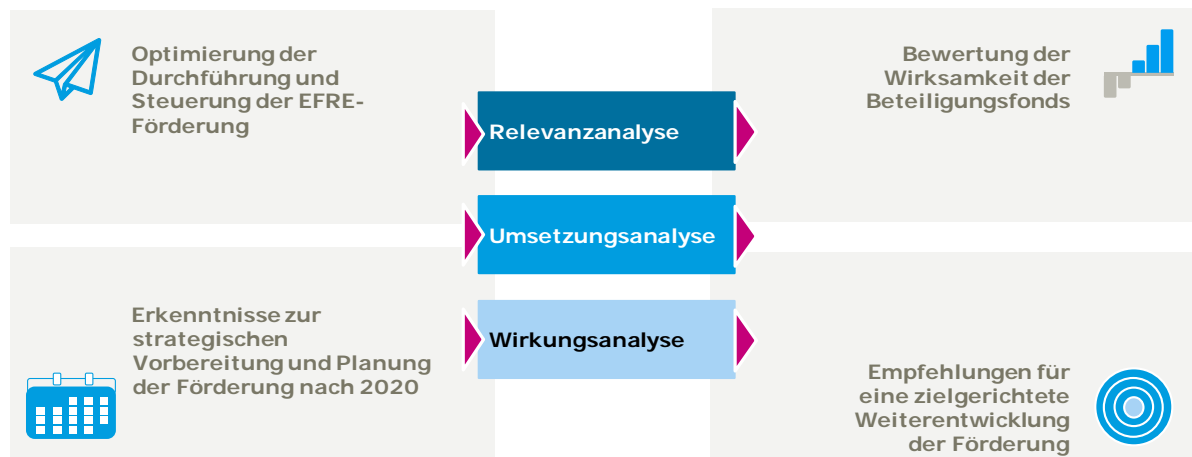 Optimierung der
Durchführung und
Steuerung der EFRE-
Förderung
Bewertung der
Wirksamkeit der
Beteiligungsfonds
Relevanzanalyse
Umsetzungsanalyse
Wirkungsanalyse
Erkenntnisse zur
strategischen
Vorbereitung und Planung
der Förderung nach 2020
Empfehlungen für
eine zielgerichtete
Weiterentwicklung
der Förderung